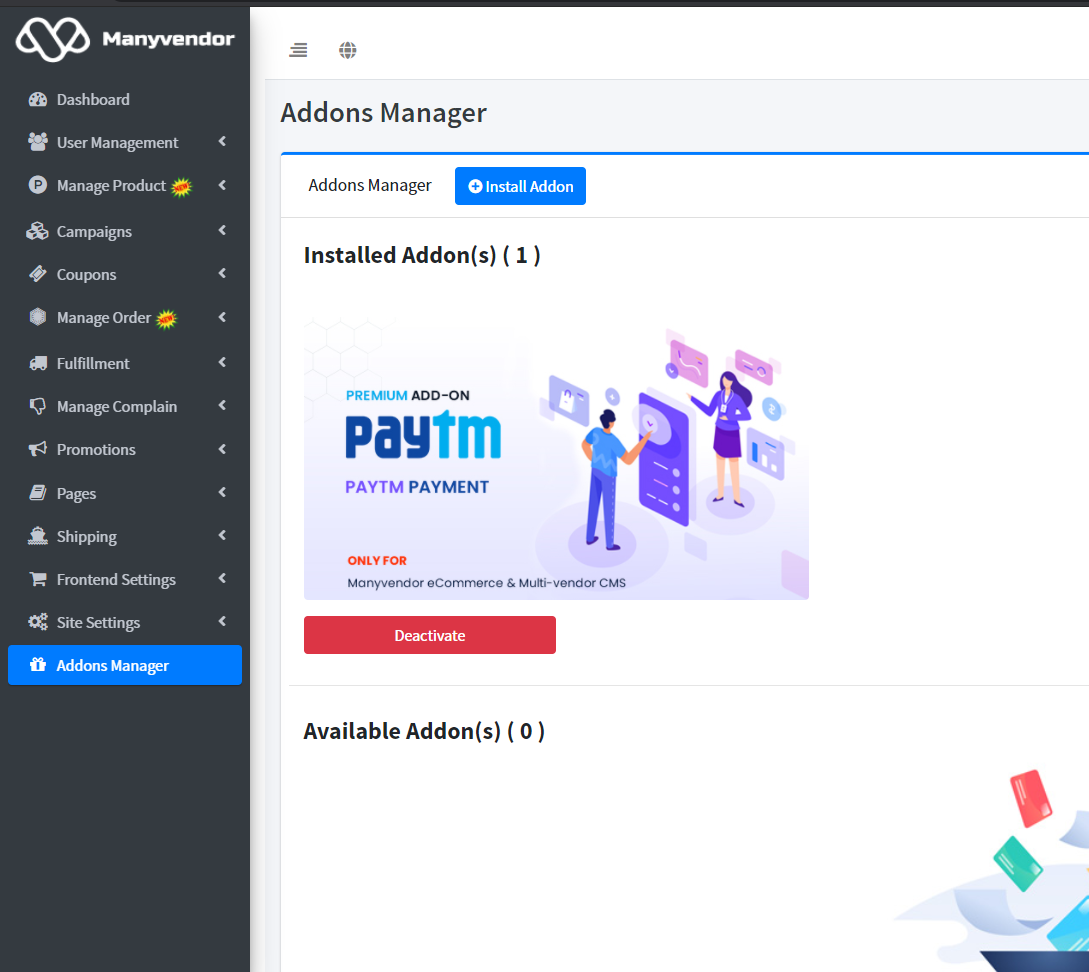 Manyvendor
Dashboard
User Management
Manage Product NEW
Campaigns
Coupons
Manage Order NEW
Fulfillment
Manage Complain
Promotions
Pages
Shipping
Frontend Settings
Site Settings
Addons Manager
Addons Manager
Addons Manager
Install Addon
Installed Addon(s) ( 1 )
PREMIUM ADD-ON
paytm
PAYTM PAYMENT
ONLY FOR
Manyvendor eCommerce & Multi-vendor CMS
Deactivate
Available Addon(s) ( 0 )